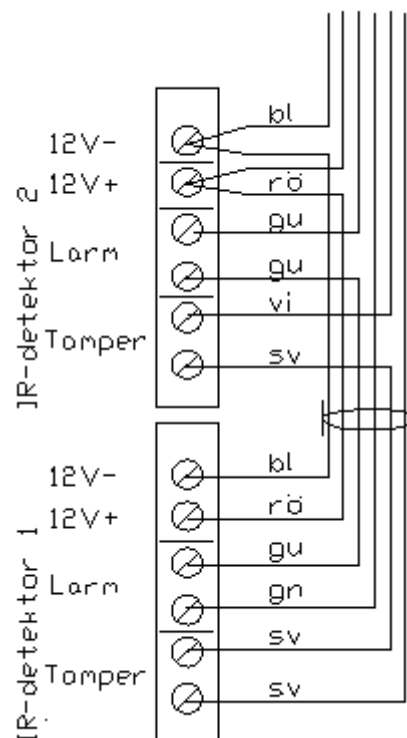 IR-detektor 2
12V-
bl
12V+
rö
Larm
gu
gu
Tamper
vi
sv
IR-detektor 1
12V-
bl
12V+
rö
Larm
gu
gn
Tamper
sv
sv